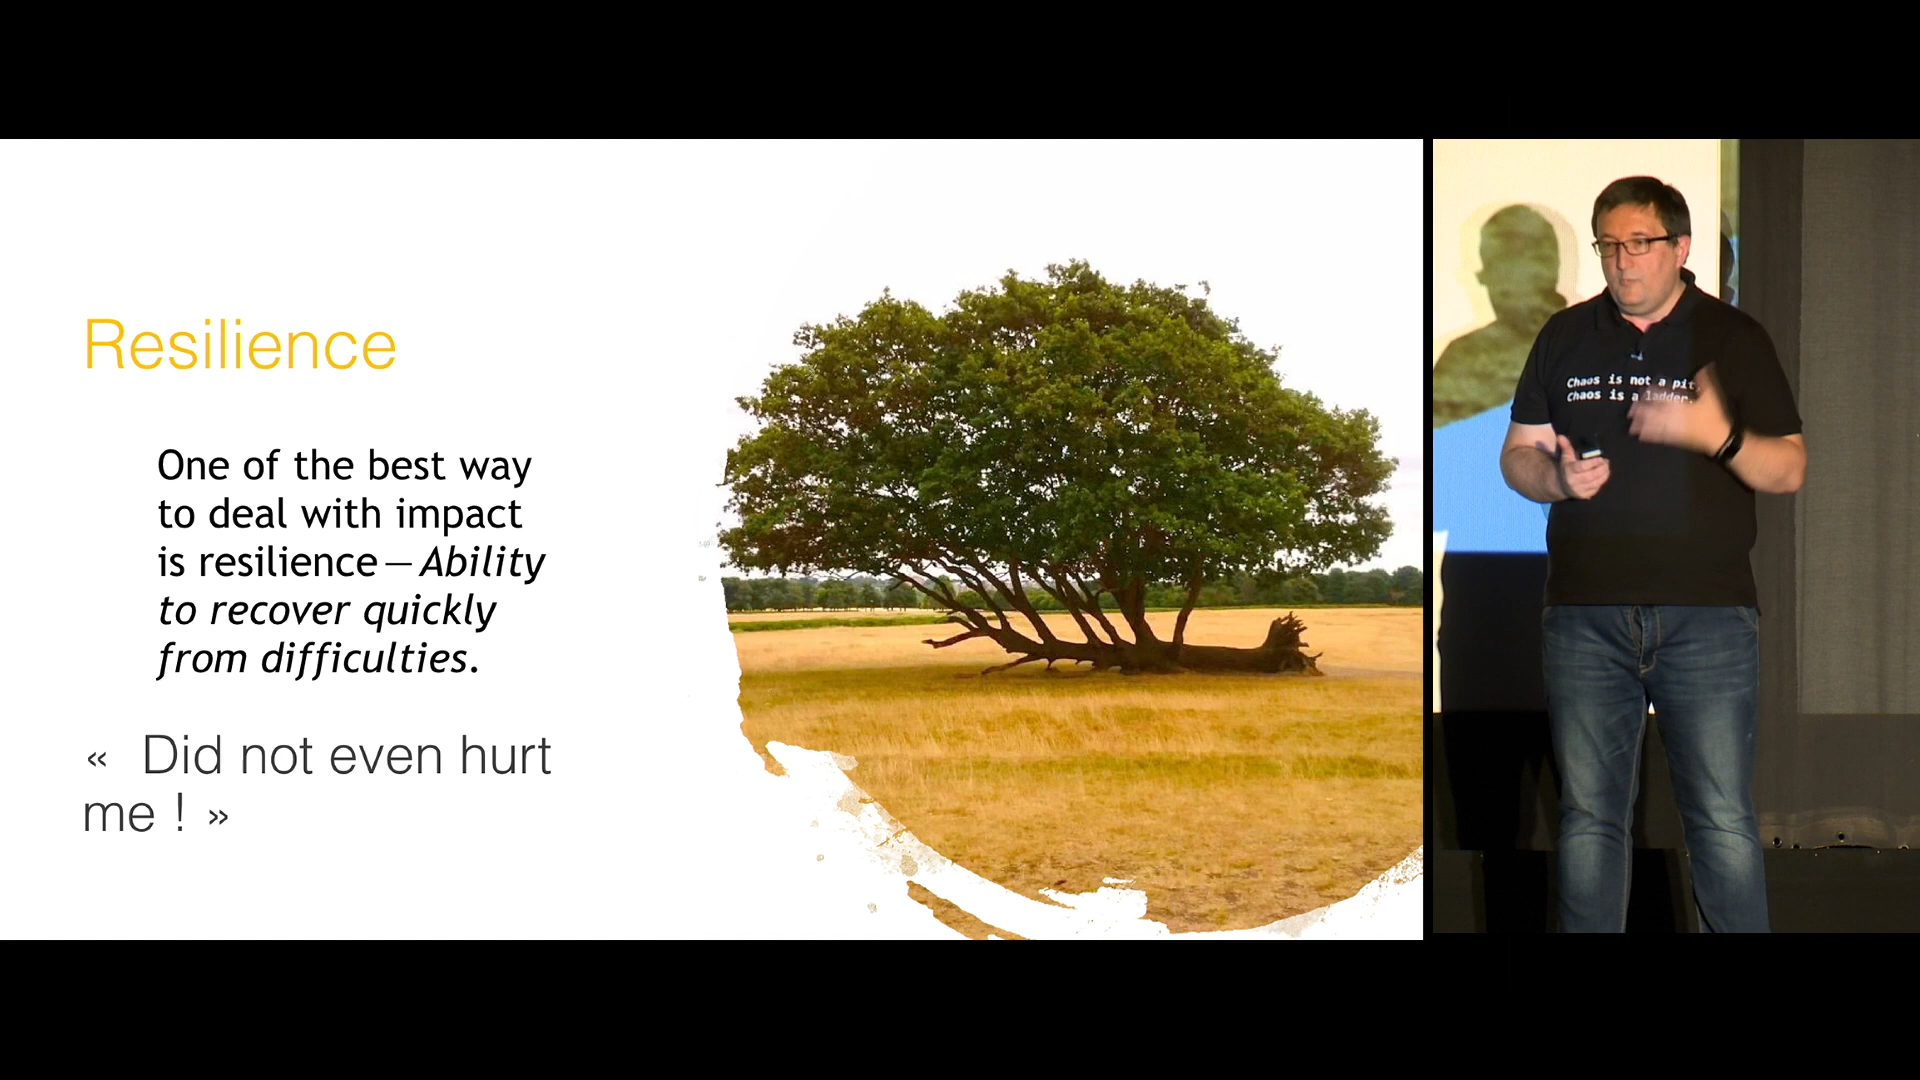 Resilience
One of the best way
to deal with impact
is resilience — Ability
to recover quickly
from difficulties.
« Did not even hurt
me ! »
Chaos is not a pit.
Chaos is a ladder.